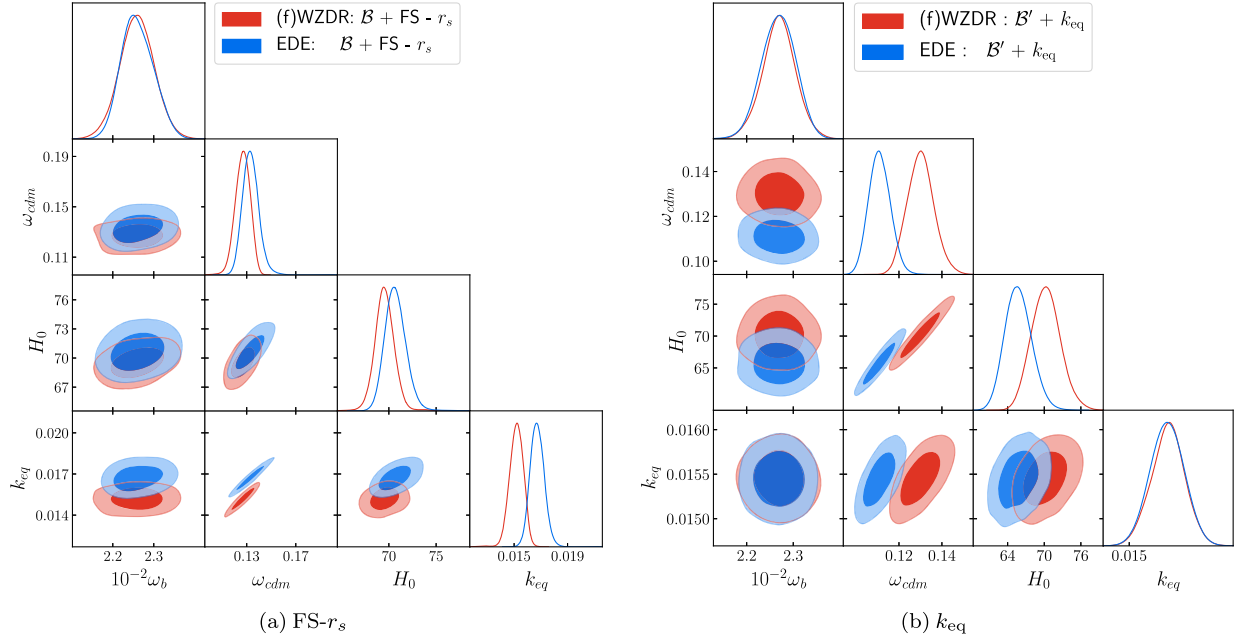 (f)WZDR: ℬ + FS - r_s
EDE: ℬ + FS - r_s
0.19
0.15
0.11
ω_cdm
76
73
70
67
H_0
0.020
0.017
0.014
k_eq
2.2 2.3
0.13 0.17
70 75
0.015 0.019
10^{-2}ω_b
ω_cdm
H_0
k_eq
(a) FS-r_s
(f)WZDR : ℬ′ + k_eq
EDE : ℬ′ + k_eq
0.14
0.12
0.10
ω_cdm
75
70
65
H_0
0.0160
0.0155
0.0150
k_eq
2.2 2.3
0.12 0.14
64 70 76
0.015
10^{-2}ω_b
ω_cdm
H_0
k_eq
(b) k_eq